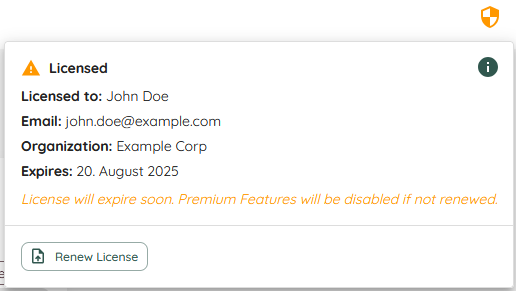 Licensed
Licensed to: John Doe
Email: john.doe@example.com
Organization: Example Corp
Expires: 20. August 2025
License will expire soon. Premium Features will be disabled if not renewed.
Renew License